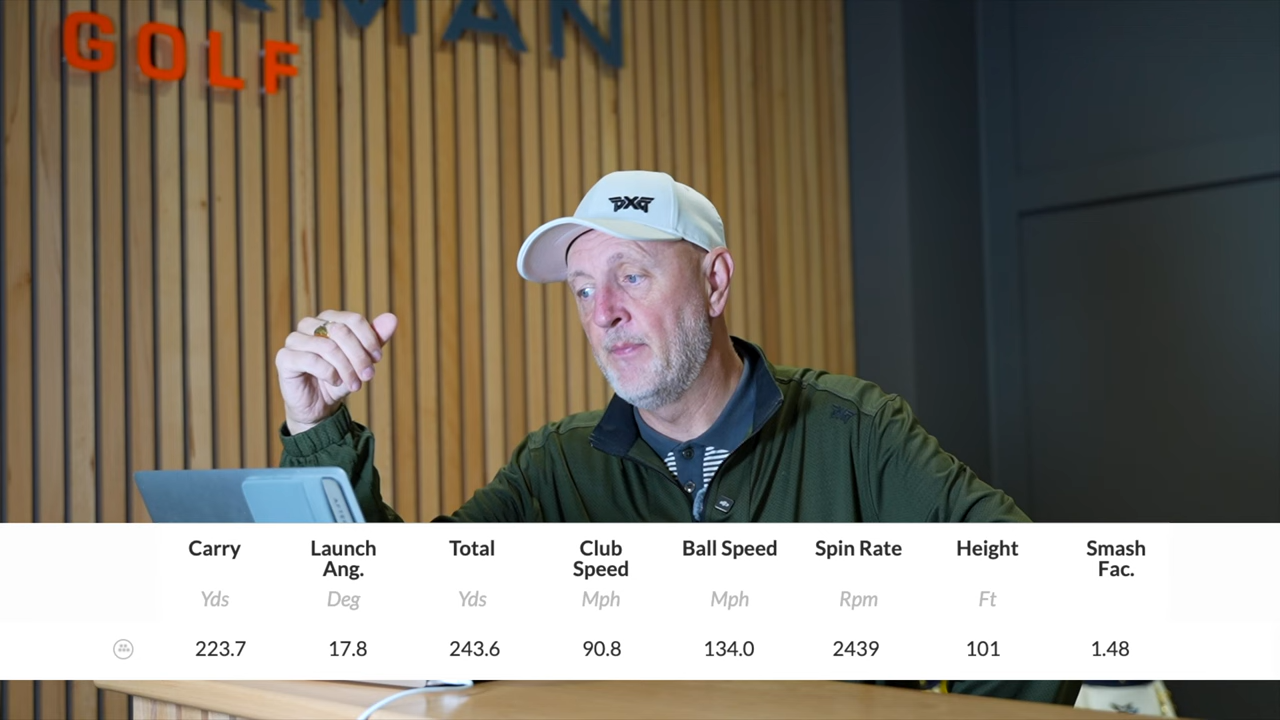 RMAN
GOLF
PXG
Carry Launch Total Club Ball Speed Spin Rate Height Smash
Ang. Speed Fac.
Yds Deg Yds Mph Mph Rpm Ft
223.7 17.8 243.6 90.8 134.0 2439 101 1.48